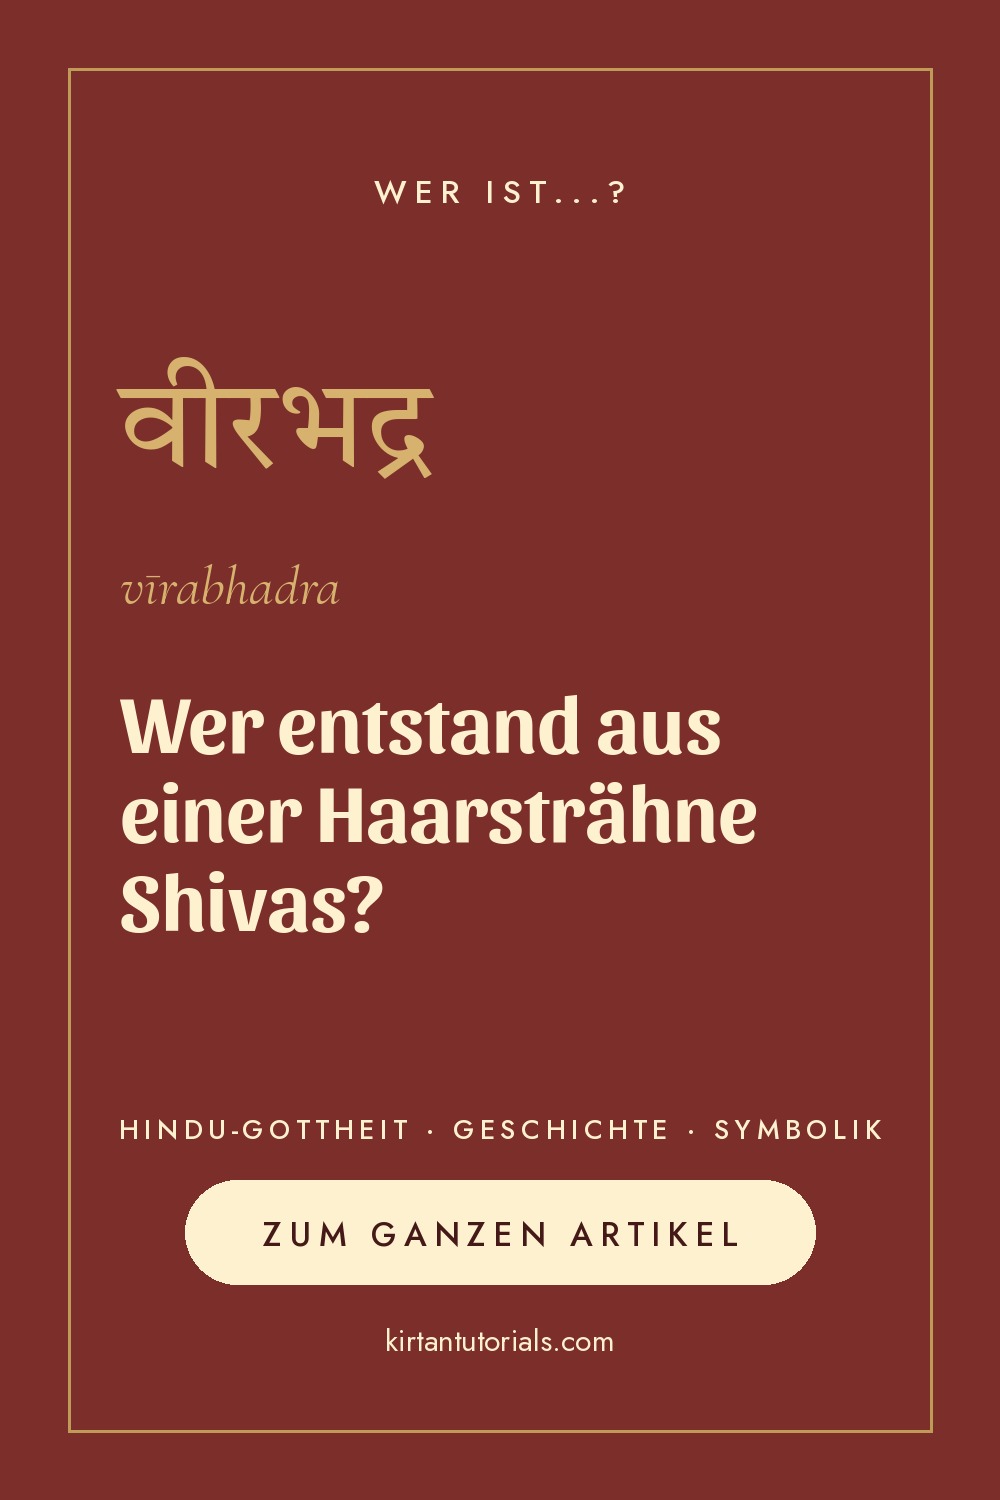 WER IST...?
वीरभद्र
vīrabhadra
Wer entstand aus
einer Haarsträhne
Shivas?
HINDU-GOTTHEIT · GESCHICHTE · SYMBOLIK
ZUM GANZEN ARTIKEL
kirtantutorials.com